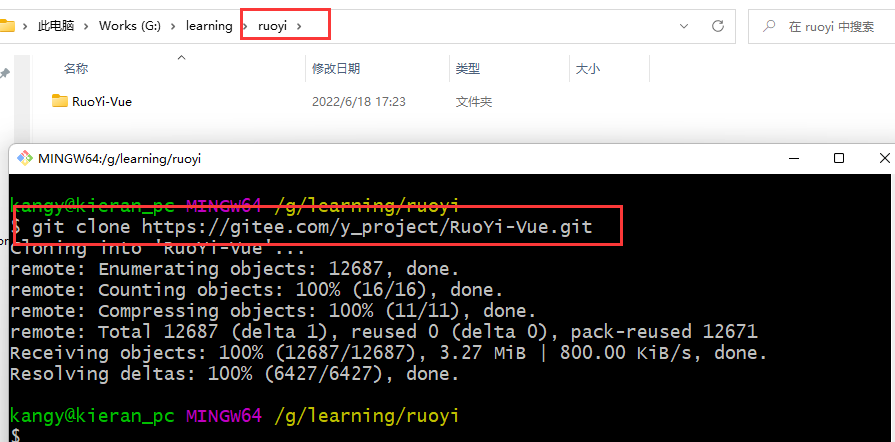 此电脑 > Works (G:) > learning > ruoyi >
在 ruoyi 中搜索
名称 修改日期 类型 大小
RuoYi-Vue 2022/6/18 17:23 文件夹
MINGW64:/g/learning/ruoyi
kangy@kieran_pc MINGW64 /g/learning/ruoyi
$ git clone https://gitee.com/y_project/RuoYi-Vue.git
Cloning into 'RuoYi-Vue'...
remote: Enumerating objects: 12687, done.
remote: Counting objects: 100% (16/16), done.
remote: Compressing objects: 100% (11/11), done.
remote: Total 12687 (delta 1), reused 0 (delta 0), pack-reused 12671
Receiving objects: 100% (12687/12687), 3.27 MiB | 800.00 KiB/s, done.
Resolving deltas: 100% (6427/6427), done.
kangy@kieran_pc MINGW64 /g/learning/ruoyi
$